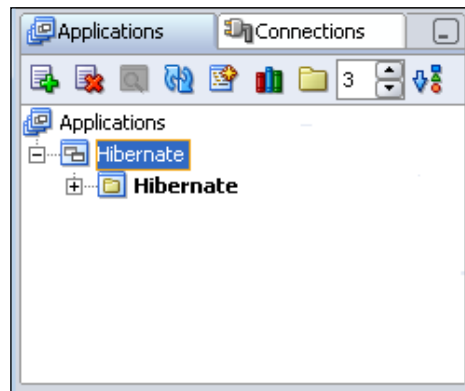 Applications Connections
3
Applications
Hibernate
Hibernate